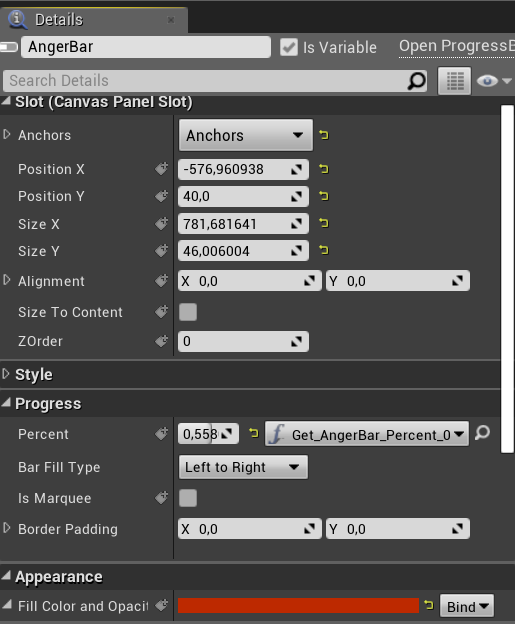 Details
AngerBar Is Variable Open ProgressB
Search Details
Slot (Canvas Panel Slot)
Anchors Anchors
Position X -576,960938
Position Y 40,0
Size X 781,681641
Size Y 46,006004
Alignment X 0,0 Y 0,0
Size To Content
ZOrder 0
Style
Progress
Percent 0,558 Get_AngerBar_Percent_0
Bar Fill Type Left to Right
Is Marquee
Border Padding X 0,0 Y 0,0
Appearance
Fill Color and Opacit Bind